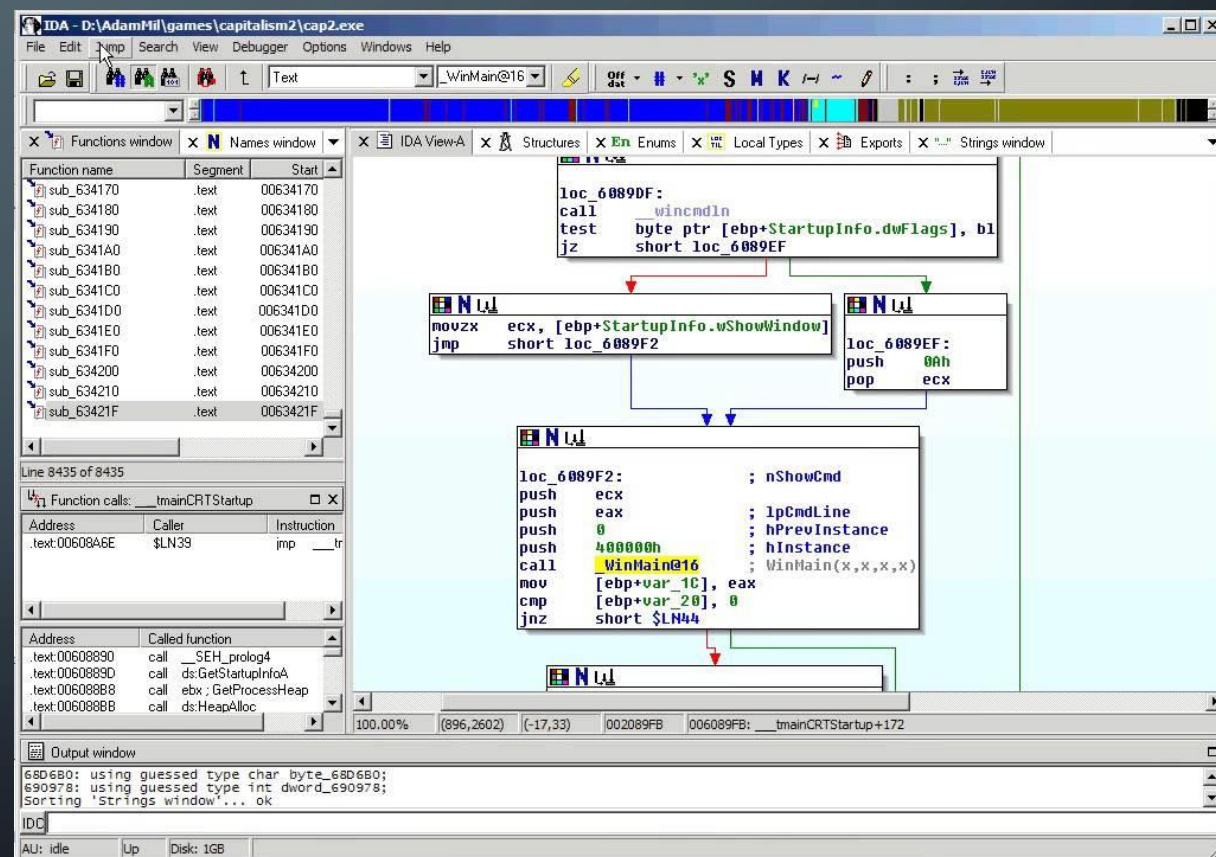 IDA - D:\AdamMil\games\capitalism2\cap2.exe
File Edit Jump Search View Debugger Options Windows Help
Text
_WinMain@16
Off dat # 'x' S M K : ;
Functions window
Names window
IDA View-A
Structures
En Enums
Local Types
Exports
Strings window
Function name Segment Start
sub_634170 .text 00634170
sub_634180 .text 00634180
sub_634190 .text 00634190
sub_6341A0 .text 006341A0
sub_6341B0 .text 006341B0
sub_6341C0 .text 006341C0
sub_6341D0 .text 006341D0
sub_6341E0 .text 006341E0
sub_6341F0 .text 006341F0
sub_634200 .text 00634200
sub_634210 .text 00634210
sub_63421F .text 0063421F
Line 8435 of 8435
Function calls: ___tmainCRTStartup
Address Caller Instruction
.text:00608A6E $LN39 jmp ___tr
Address Called function
.text:00608890 call __SEH_prolog4
.text:0060889D call ds:GetStartupInfoA
.text:006088B8 call ebx ; GetProcessHeap
.text:006088BB call ds:HeapAlloc
loc_6089DF:
call __wincmdln
test byte ptr [ebp+StartupInfo.dwFlags], bl
jz short loc_6089EF
movzx ecx, [ebp+StartupInfo.wShowWindow]
jmp short loc_6089F2
loc_6089EF:
push 0Ah
pop ecx
loc_6089F2: ; nShowCmd
push ecx
push eax ; lpCmdLine
push 0 ; hPrevInstance
push 400000h ; hInstance
call _WinMain@16 ; WinMain(x,x,x,x)
mov [ebp+var_1C], eax
cmp [ebp+var_20], 0
jnz short $LN44
100.00% (896,2602) (-17,33) 002089FB 006089FB: ___tmainCRTStartup+172
Output window
68D6B0: using guessed type char byte_68D6B0;
690978: using guessed type int dword_690978;
Sorting 'Strings window'... ok
IDC
AU: idle Up Disk: 1GB